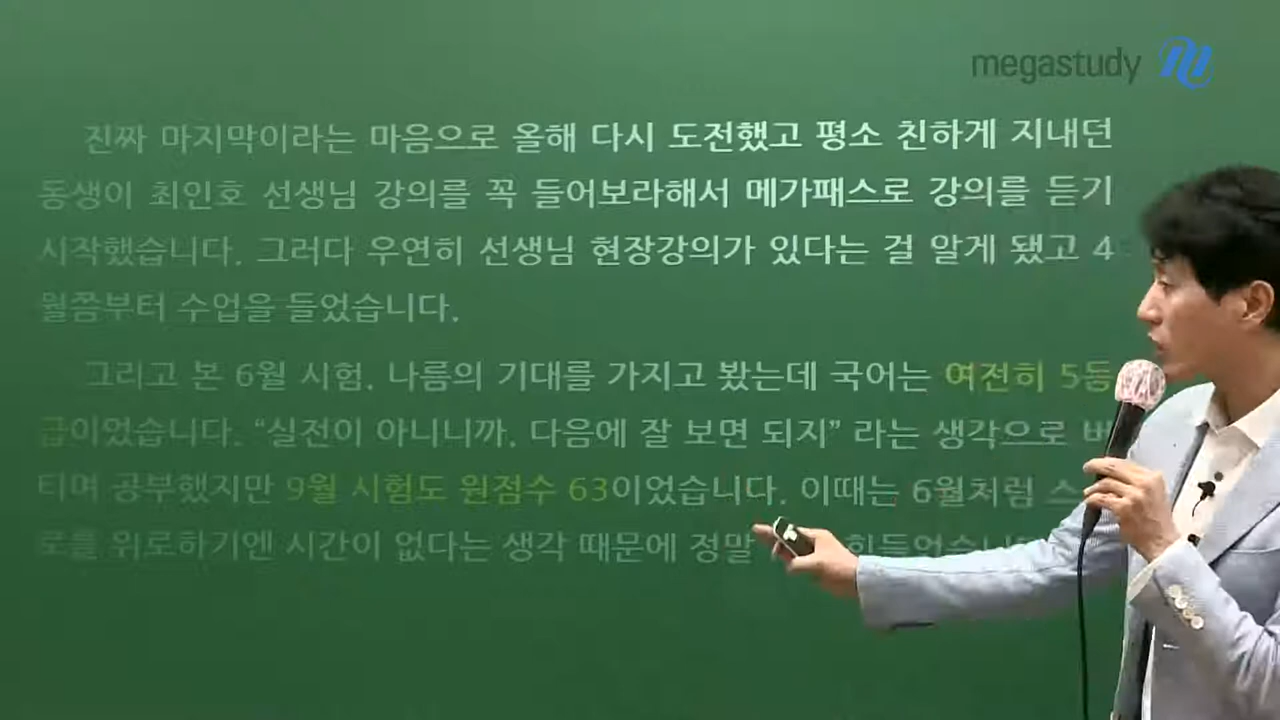 megastudy
진짜 마지막이라는 마음으로 올해 다시 도전했고 평소 친하게 지내던
동생이 최인호 선생님 강의를 꼭 들어보라해서 메가패스로 강의를 듣기
시작했습니다. 그러다 우연히 선생님 현장강의가 있다는 걸 알게 됐고 4
월쯤부터 수업을 들었습니다.
그리고 본 6월 시험. 나름의 기대를 가지고 봤는데 국어는 여전히 5등
급이었습니다. “실전이 아니니까. 다음에 잘 보면 되지” 라는 생각으로 버
티며 공부했지만 9월 시험도 원점수 63이었습니다. 이때는 6월처럼
로를 위로하기엔 시간이 없다는 생각 때문에 정말